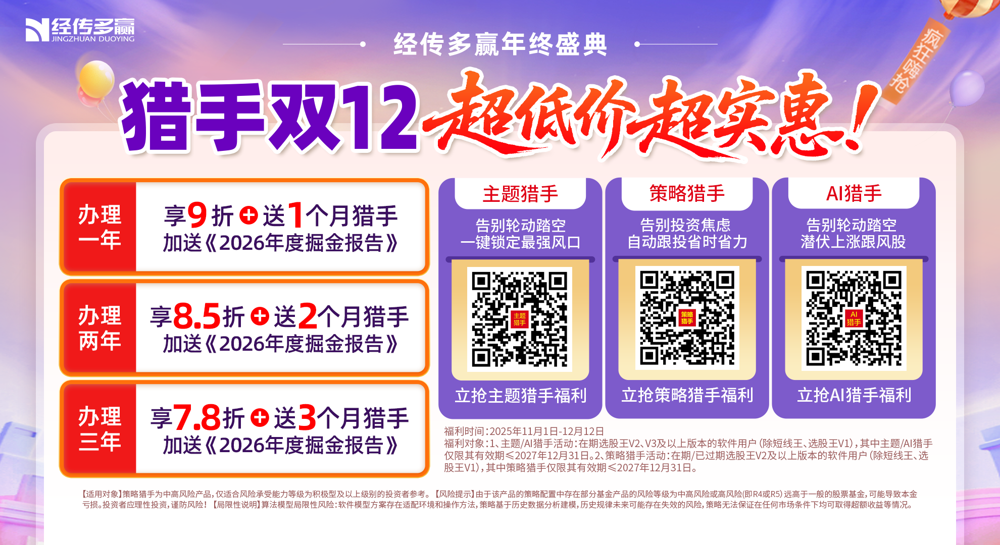 经传多赢
JINGZHUAN DUOYING
经传多赢年终盛典
疯狂嗨抢
猎手双12超低价超实惠！
办理
一年
享9折+送1个月猎手
加送《2026年度掘金报告》
办理
两年
享8.5折+送2个月猎手
加送《2026年度掘金报告》
办理
三年
享7.8折+送3个月猎手
加送《2026年度掘金报告》
主题猎手
告别轮动踏空
一键锁定最强风口
主题
猎手
立抢主题猎手福利
策略猎手
告别投资焦虑
自动跟投省时省力
策略
猎手
立抢策略猎手福利
AI猎手
告别轮动踏空
潜伏上涨跟风股
AI
猎手
立抢AI猎手福利
福利时间：2025年11月1日-12月12日
福利对象：1、主题/AI猎手活动：在期选股王V2、V3及以上版本的软件用户（除短线王、选股王V1），其中主题/AI猎手
仅限其有效期≤2027年12月31日。2、策略猎手活动：在期/已过期选股王V2及以上版本的软件用户（除短线王、选
股王V1），其中策略猎手仅限其有效期≤2027年12月31日。
【适用对象】策略猎手为中高风险产品，仅适合风险承受能力等级为积极型及以上级别的投资者参考。【风险提示】由于该产品的策略配置中存在部分基金产品的风险等级为中高风险或高风险(即R4或R5）远高于一般的股票基金，可能导致本金
亏损。投资者应理性投资，谨防风险！【局限性说明】算法模型局限性风险：软件模型方案存在适配环境和操作方法，策略基于历史数据分析建模，历史规律未来可能存在失效的风险，策略无法保证在任何市场条件下均可取得超额收益等情况。